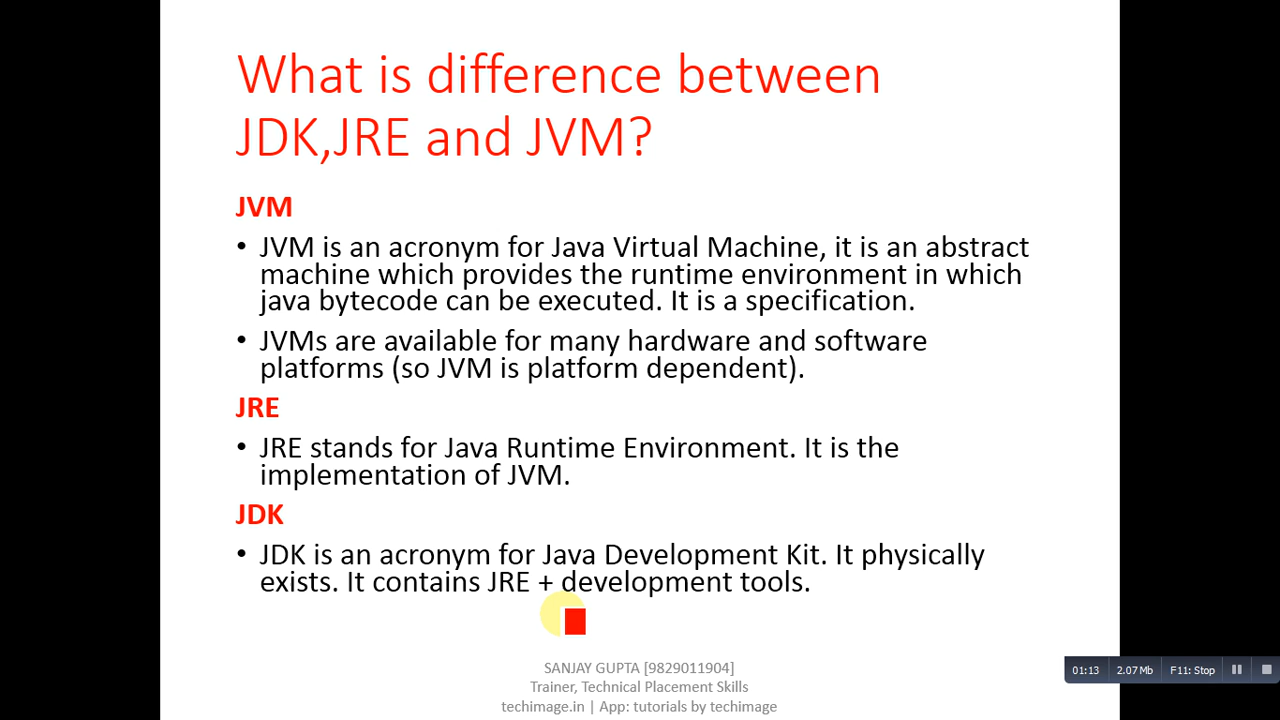 What is difference between
JDK,JRE and JVM?
JVM
• JVM is an acronym for Java Virtual Machine, it is an abstract
machine which provides the runtime environment in which
java bytecode can be executed. It is a specification.
• JVMs are available for many hardware and software
platforms (so JVM is platform dependent).
JRE
• JRE stands for Java Runtime Environment. It is the
implementation of JVM.
JDK
• JDK is an acronym for Java Development Kit. It physically
exists. It contains JRE + development tools.
SANJAY GUPTA [9829011904]
Trainer, Technical Placement Skills
techimage.in | App: tutorials by techimage
01:13 2.07 Mb F11: Stop